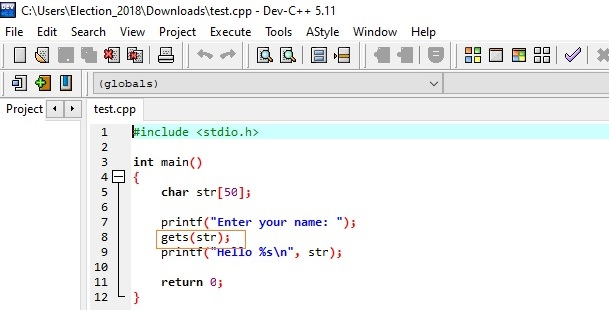 C:\Users\Election_2018\Downloads\test.cpp - Dev-C++ 5.11
File Edit Search View Project Execute Tools AStyle Window Help
(globals)
Project test.cpp
1 #include <stdio.h>
2
3 int main()
4 {
5 char str[50];
6
7 printf("Enter your name: ");
8 gets(str);
9 printf("Hello %s\n", str);
10
11 return 0;
12 }